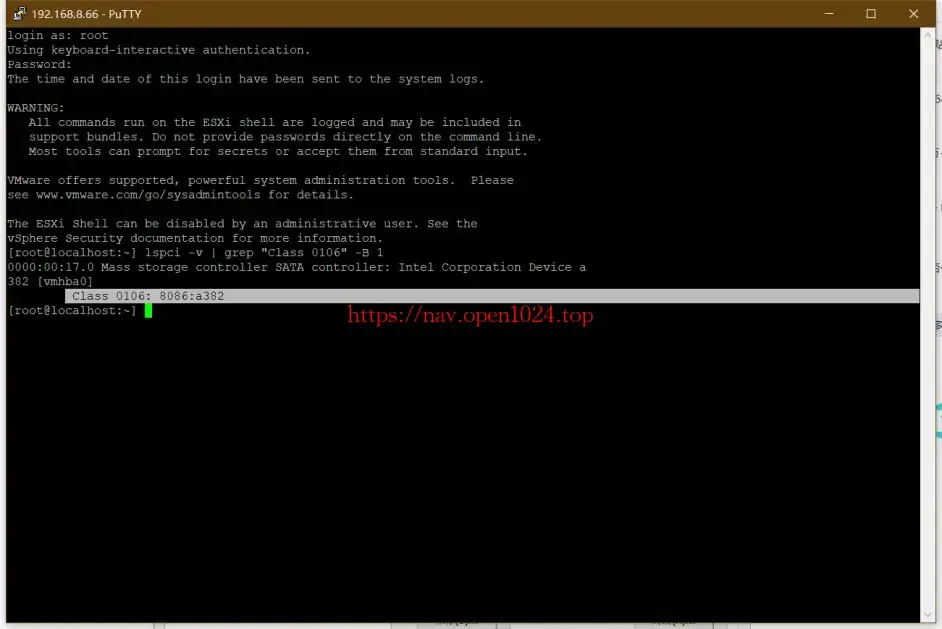 192.168.8.66 - PuTTY
login as: root
Using keyboard-interactive authentication.
Password:
The time and date of this login have been sent to the system logs.
WARNING:
All commands run on the ESXi shell are logged and may be included in
support bundles. Do not provide passwords directly on the command line.
Most tools can prompt for secrets or accept them from standard input.
VMware offers supported, powerful system administration tools.  Please
see www.vmware.com/go/sysadmintools for details.
The ESXi Shell can be disabled by an administrative user. See the
vSphere Security documentation for more information.
[root@localhost:~] lspci -v | grep "Class 0106" -B 1
0000:00:17.0 Mass storage controller SATA controller: Intel Corporation Device a
382 [vmhba0]
Class 0106: 8086:a382
[root@localhost:~]
https://nav.open1024.top